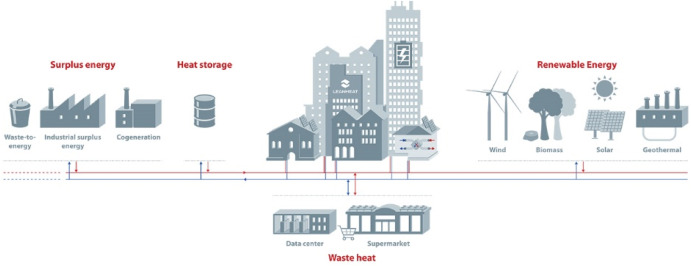 Surplus energy
Heat storage
Renewable Energy
LEANHEAT
Waste-to-
energy
Industrial surplus
energy
Cogeneration
Wind
Biomass
Solar
Geothermal
Data center
Supermarket
Waste heat